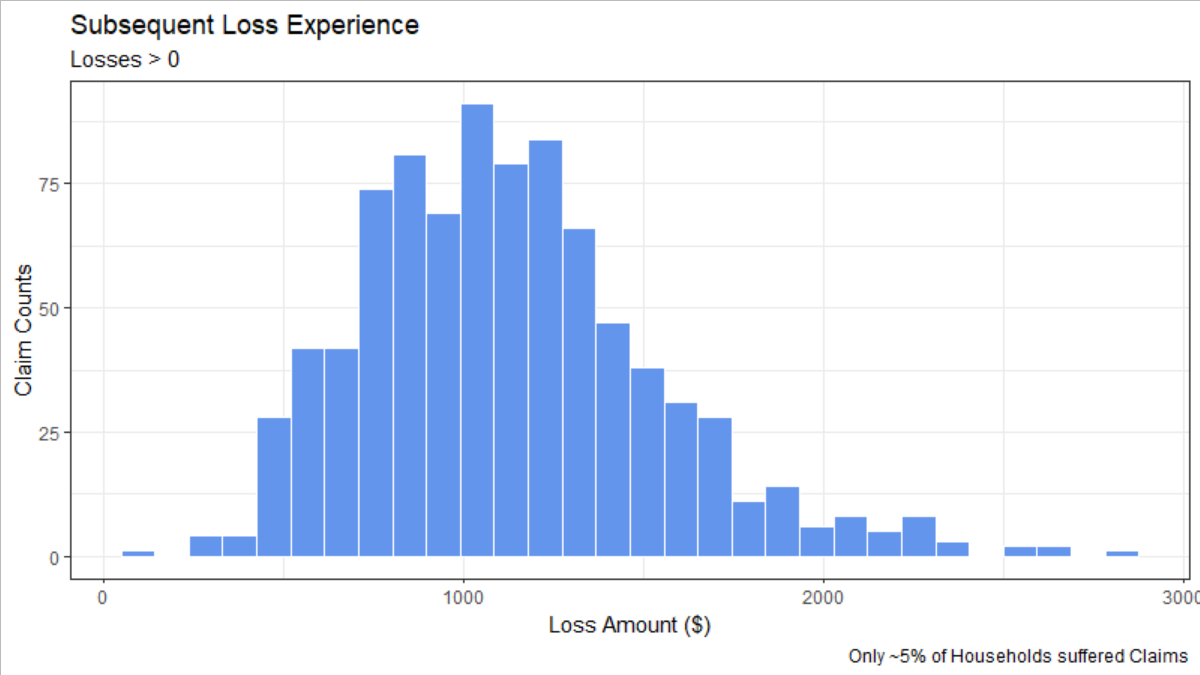 Subsequent Loss Experience
Losses > 0
Claim Counts
75
50
25
0
0 1000 2000 3000
Loss Amount ($)
Only ~5% of Households suffered Claims